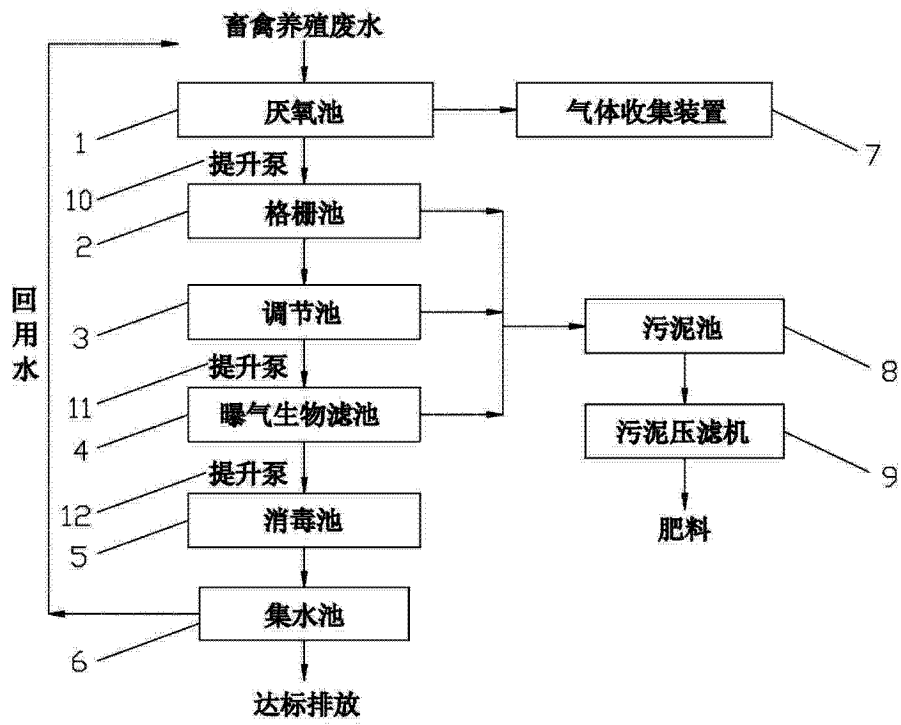 畜禽养殖废水
厌氧池
气体收集装置
1
7
提升泵
10
格栅池
2
回用水
调节池
3
污泥池
8
提升泵
11
曝气生物滤池
4
污泥压滤机
9
提升泵
12
消毒池
5
肥料
集水池
6
达标排放